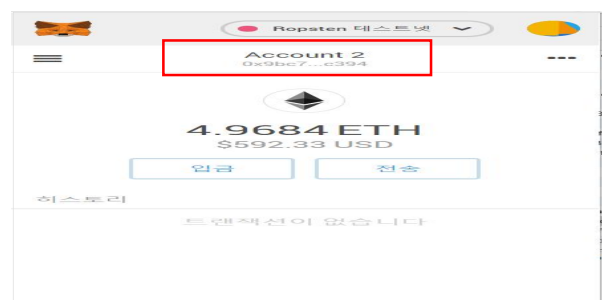 Ropsten 테스트넷
Account 2
0x9bc7...c394
4.9684 ETH
$592.33 USD
입금 전송
히스토리
트랜잭션이 없습니다